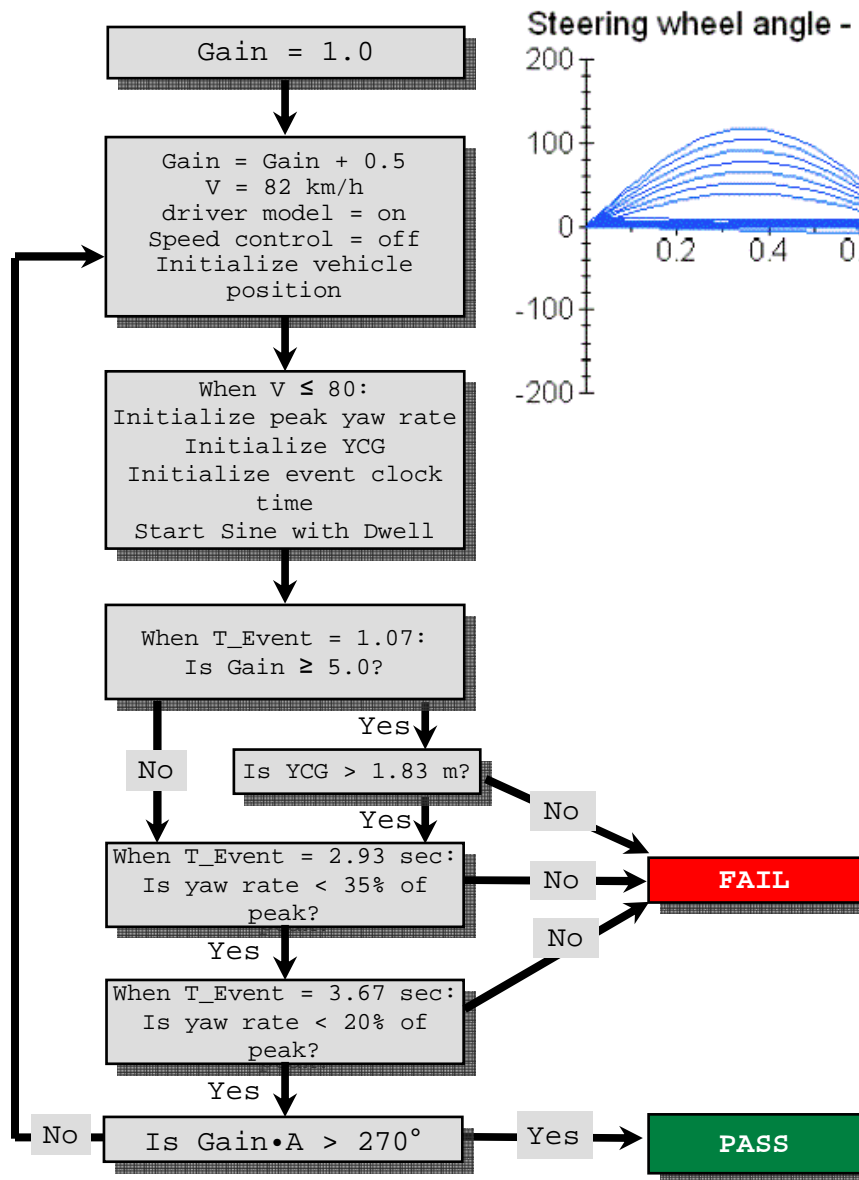 Gain = 1.0
Gain = Gain + 0.5
V = 82 km/h
driver model = on
Speed control = off
Initialize vehicle
position
When V ≤ 80:
Initialize peak yaw rate
Initialize YCG
Initialize event clock
time
Start Sine with Dwell
When T_Event = 1.07:
Is Gain ≥ 5.0?
Yes
No
Is YCG > 1.83 m?
No
Yes
When T_Event = 2.93 sec:
Is yaw rate < 35% of
peak?
No
FAIL
Yes
No
When T_Event = 3.67 sec:
Is yaw rate < 20% of
peak?
Yes
No
Is Gain•A > 270°
Yes
PASS
Steering wheel angle -
200
100
0
0.2
0.4
-100
-200